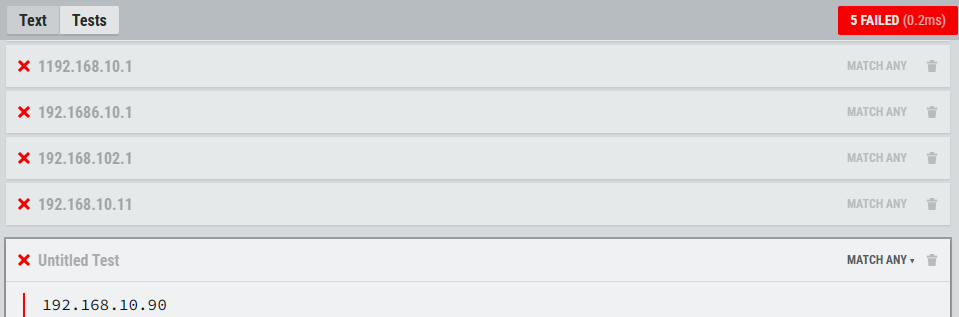 Text Tests 5 FAILED (0.2ms)
1192.168.10.1 MATCH ANY
192.1686.10.1 MATCH ANY
192.168.102.1 MATCH ANY
192.168.10.11 MATCH ANY
Untitled Test MATCH ANY
192.168.10.90